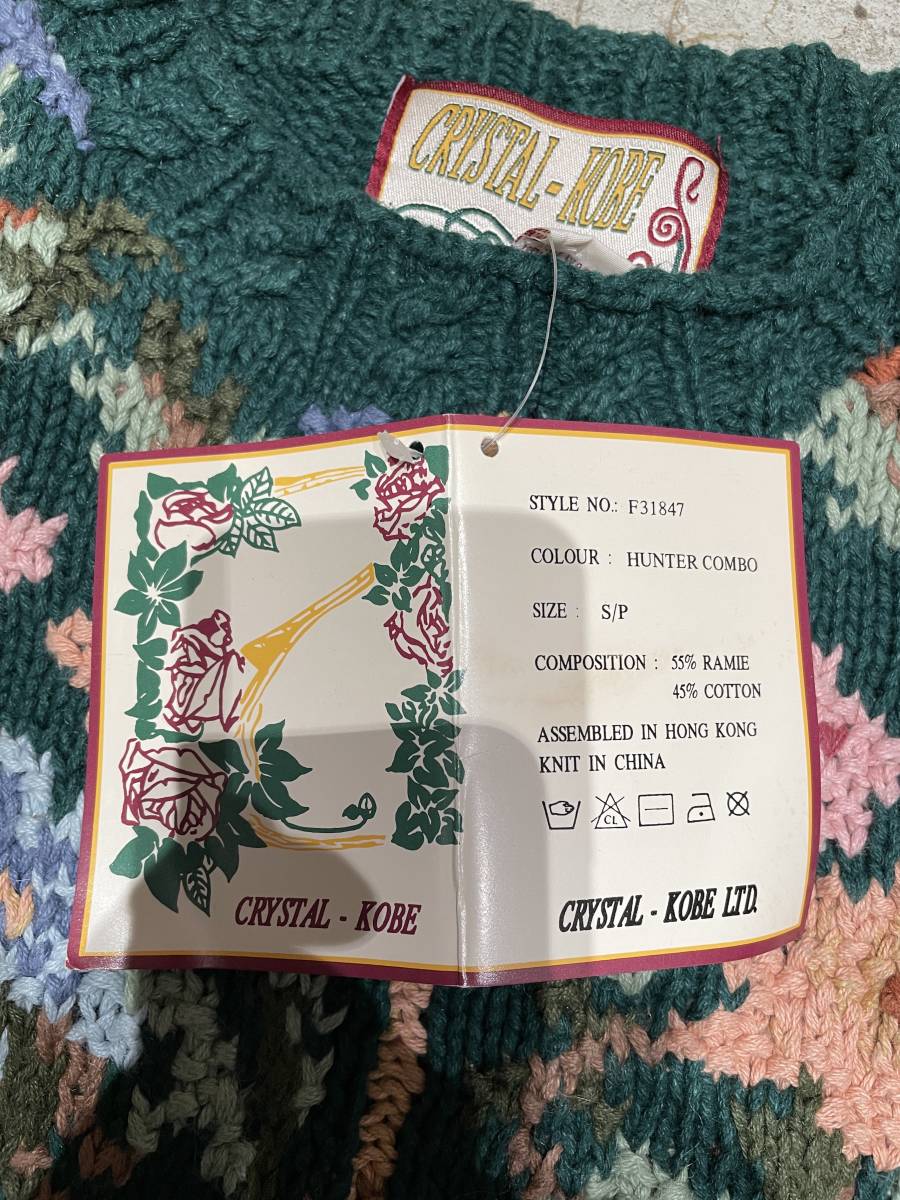 CRYSTAL - KOBE
STYLE NO.: F31847
COLOUR : HUNTER COMBO
SIZE : S/P
COMPOSITION : 55% RAMIE
45% COTTON
ASSEMBLED IN HONG KONG
KNIT IN CHINA
CL
CRYSTAL - KOBE
CRYSTAL - KOBE LTD.